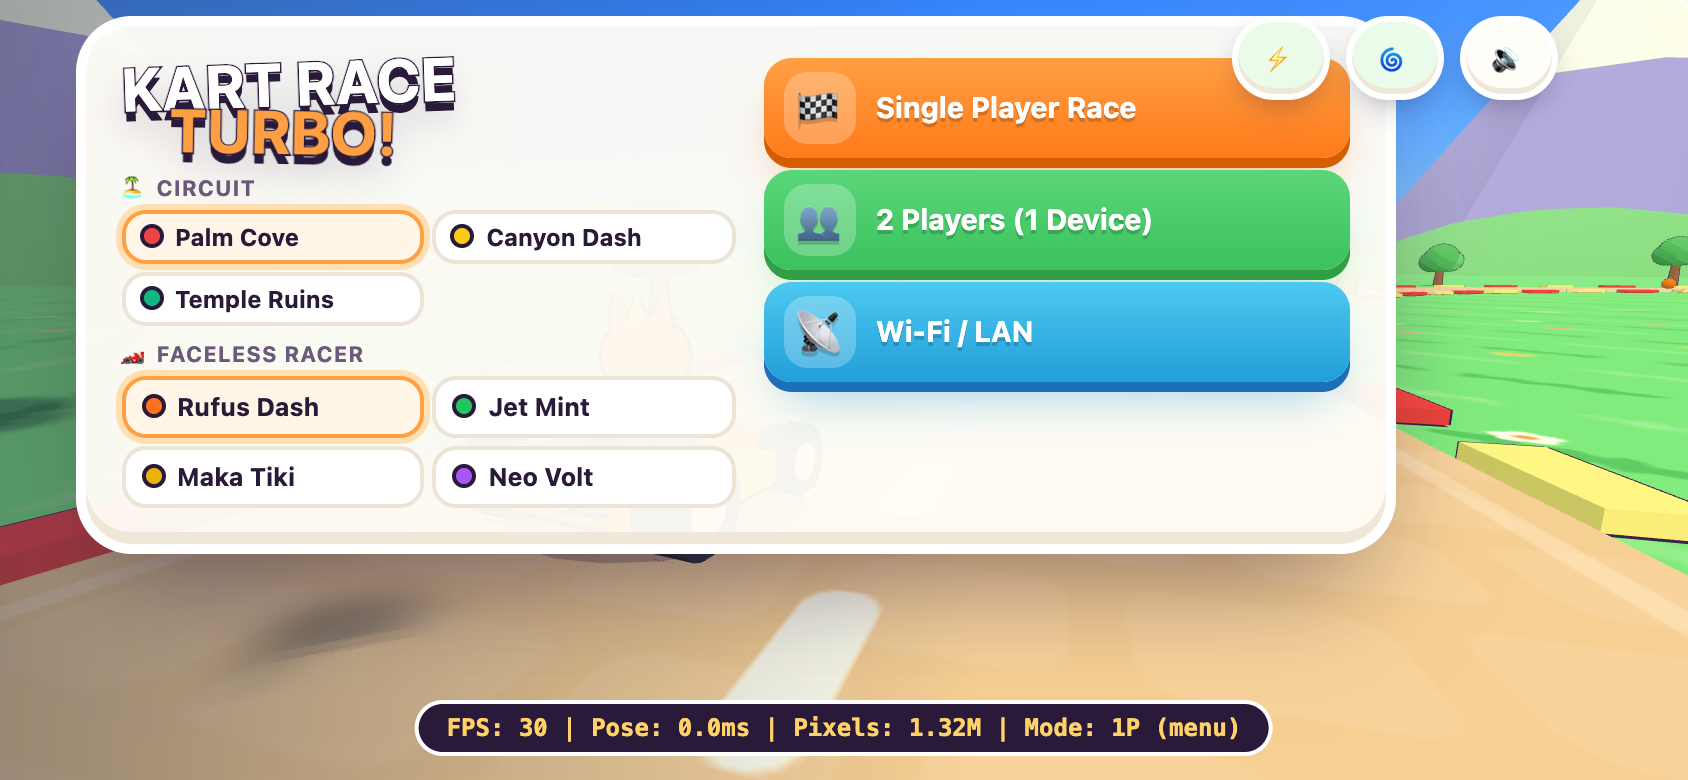 KART RACE
TURBO!
CIRCUIT
Palm Cove
Canyon Dash
Temple Ruins
FACELESS RACER
Rufus Dash
Jet Mint
Maka Tiki
Neo Volt
Single Player Race
2 Players (1 Device)
Wi-Fi / LAN
FPS: 30 | Pose: 0.0ms | Pixels: 1.32M | Mode: 1P (menu)